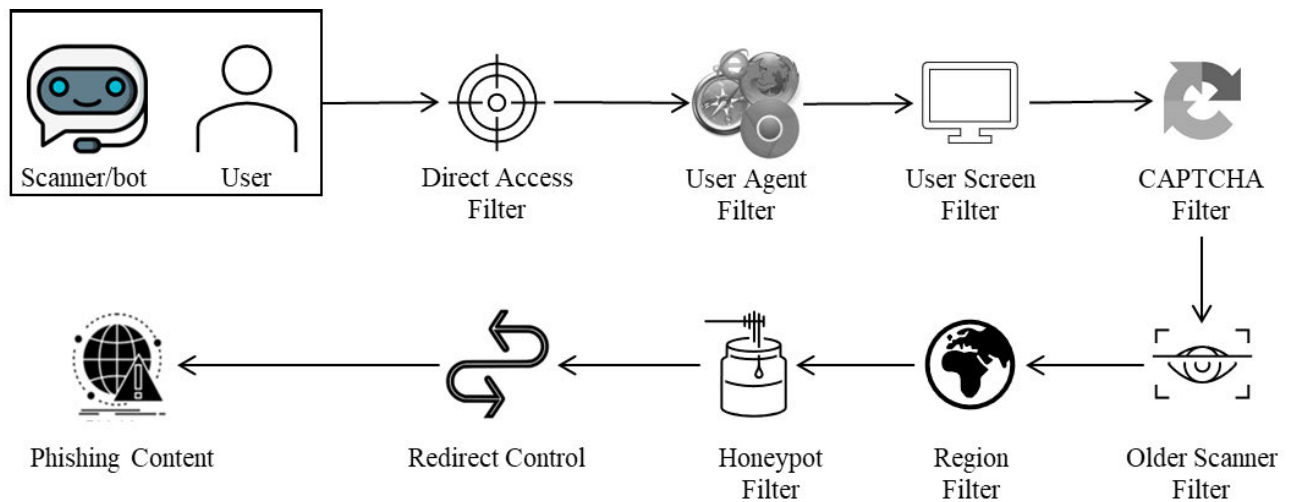 Scanner/bot
User
Direct Access
Filter
User Agent
Filter
User Screen
Filter
CAPTCHA
Filter
Phishing Content
Redirect Control
Honeypot
Filter
Region
Filter
Older Scanner
Filter